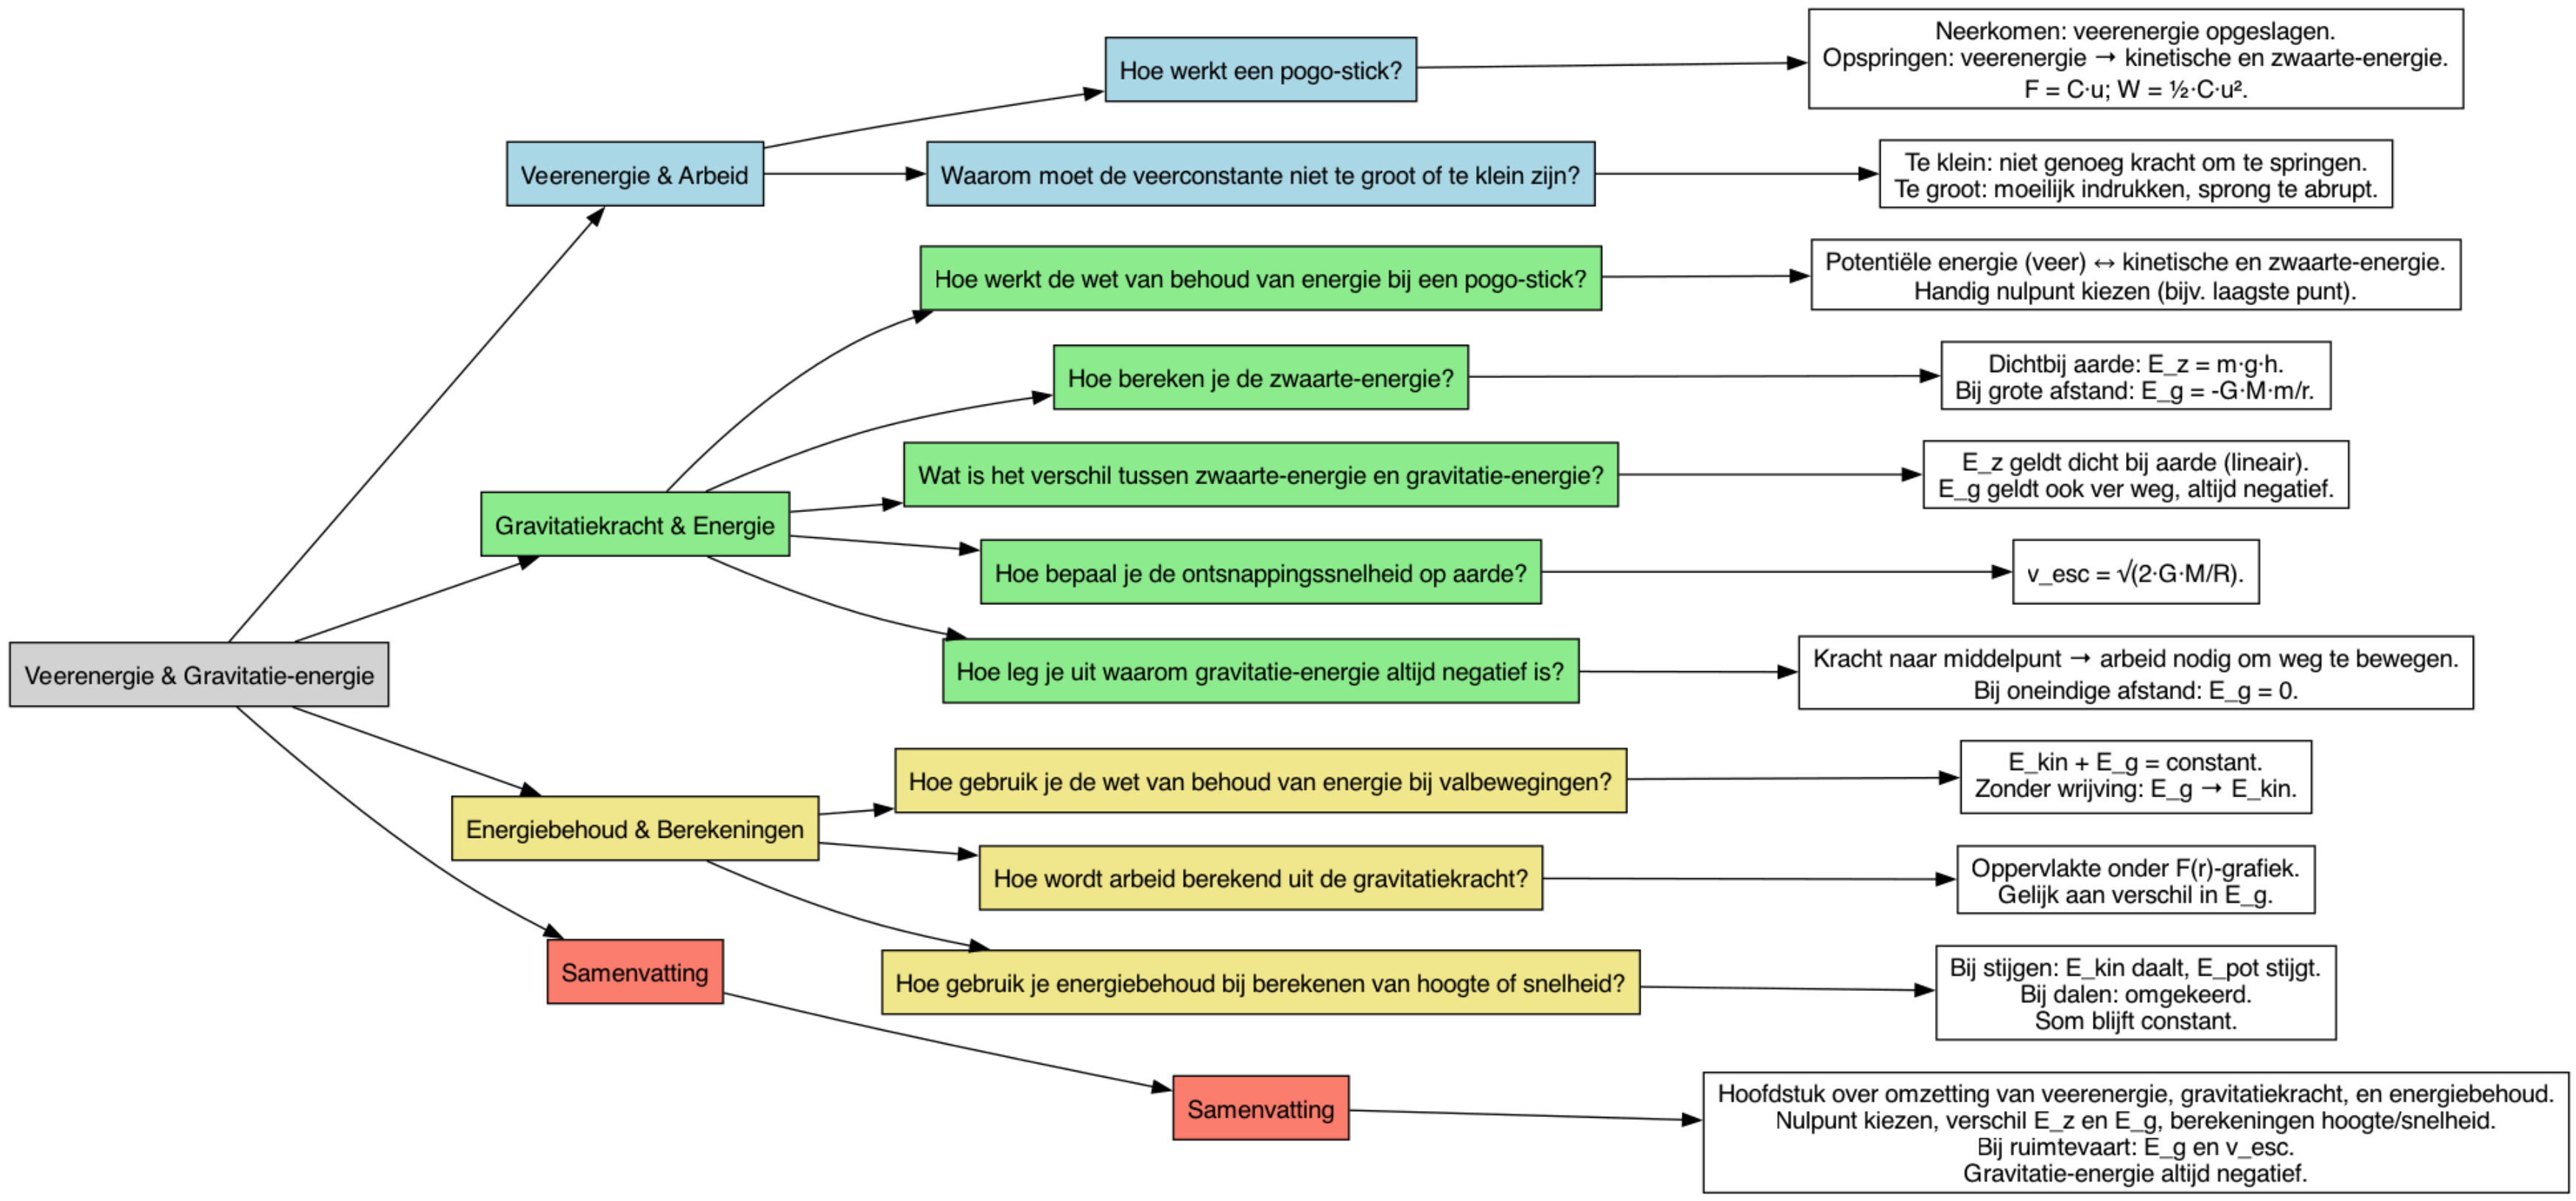 Veerenergie & Gravitatie-energie
Veerenergie & Arbeid
Hoe werkt een pogo-stick?
Neerkomen: veerenergie opgeslagen.
Opspringen: veerenergie → kinetische en zwaarte-energie.
F = C·u; W = ½·C·u².
Waarom moet de veerconstante niet te groot of te klein zijn?
Te klein: niet genoeg kracht om te springen.
Te groot: moeilijk indrukken, sprong te abrupt.
Gravitatiekracht & Energie
Hoe werkt de wet van behoud van energie bij een pogo-stick?
Potentiële energie (veer) ↔ kinetische en zwaarte-energie.
Handig nulpunt kiezen (bijv. laagste punt).
Hoe bereken je de zwaarte-energie?
Dichtbij aarde: E_z = m·g·h.
Bij grote afstand: E_g = -G·M·m/r.
Wat is het verschil tussen zwaarte-energie en gravitatie-energie?
E_z geldt dicht bij aarde (lineair).
E_g geldt ook ver weg, altijd negatief.
Hoe bepaal je de ontsnappingssnelheid op aarde?
v_esc = √(2·G·M/R).
Hoe leg je uit waarom gravitatie-energie altijd negatief is?
Kracht naar middelpunt → arbeid nodig om weg te bewegen.
Bij oneindige afstand: E_g = 0.
Energiebehoud & Berekeningen
Hoe gebruik je de wet van behoud van energie bij valbewegingen?
E_kin + E_g = constant.
Zonder wrijving: E_g → E_kin.
Hoe wordt arbeid berekend uit de gravitatiekracht?
Oppervlakte onder F(r)-grafiek.
Gelijk aan verschil in E_g.
Hoe gebruik je energiebehoud bij berekenen van hoogte of snelheid?
Bij stijgen: E_kin daalt, E_pot stijgt.
Bij dalen: omgekeerd.
Som blijft constant.
Samenvatting
Samenvatting
Hoofdstuk over omzetting van veerenergie, gravitatiekracht, en energiebehoud.
Nulpunt kiezen, verschil E_z en E_g, berekeningen hoogte/snelheid.
Bij ruimtevaart: E_g en v_esc.
Gravitatie-energie altijd negatief.